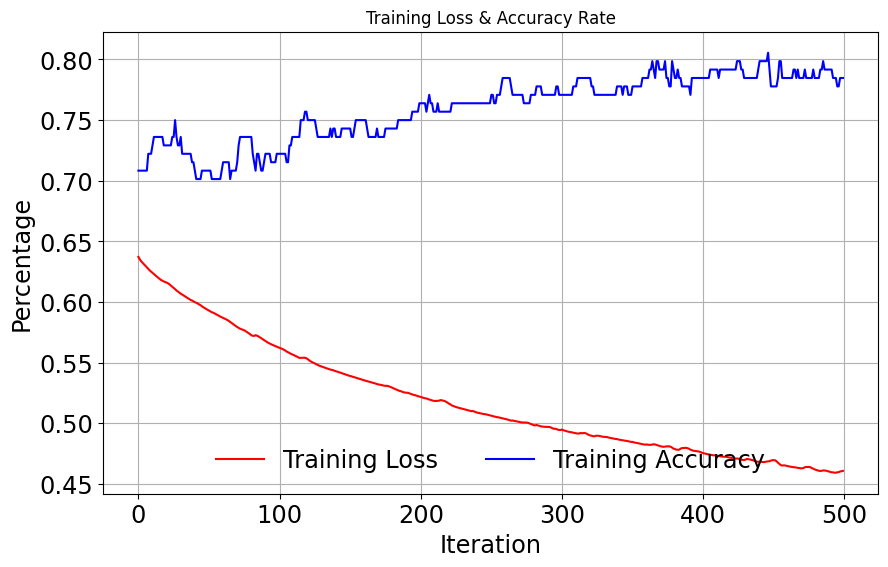 Training Loss & Accuracy Rate
0.80
0.75
0.70
0.65
0.60
0.55
0.50
0.45
Percentage
Training Loss Training Accuracy
0 100 200 300 400 500
Iteration